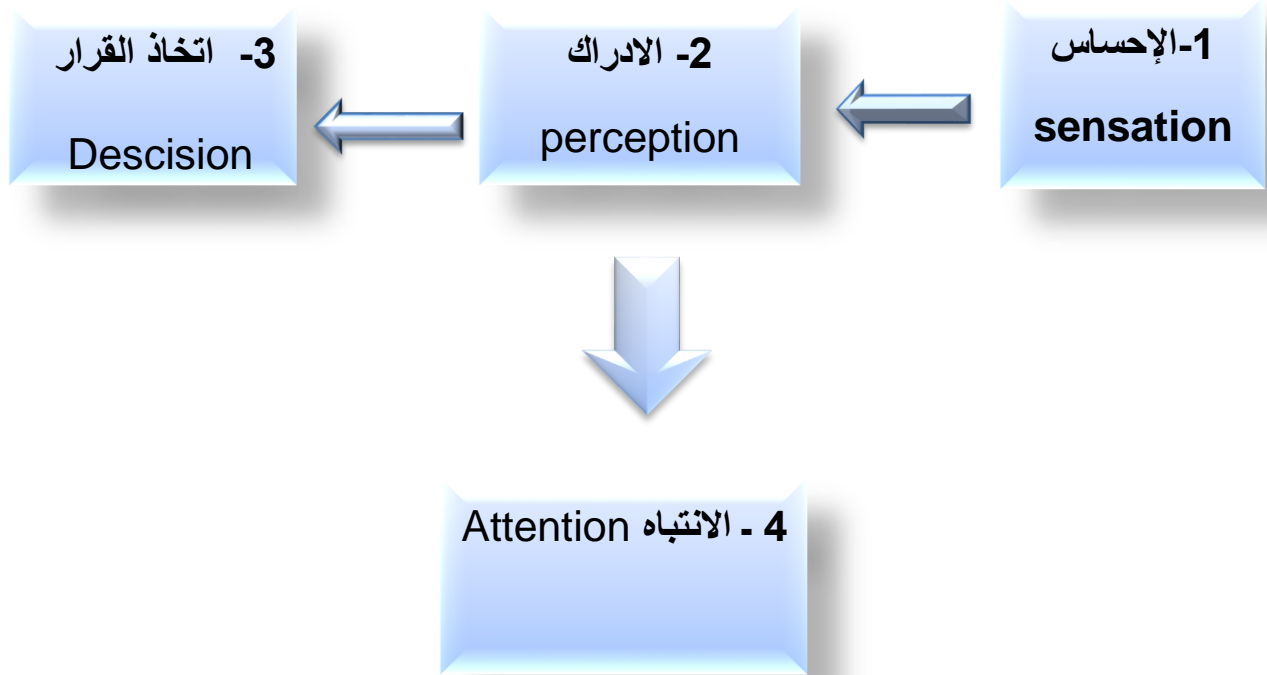 1-الإحساس
sensation
2- الادراك
perception
3- اتخاذ القرار
Descision
4 - الانتباه Attention